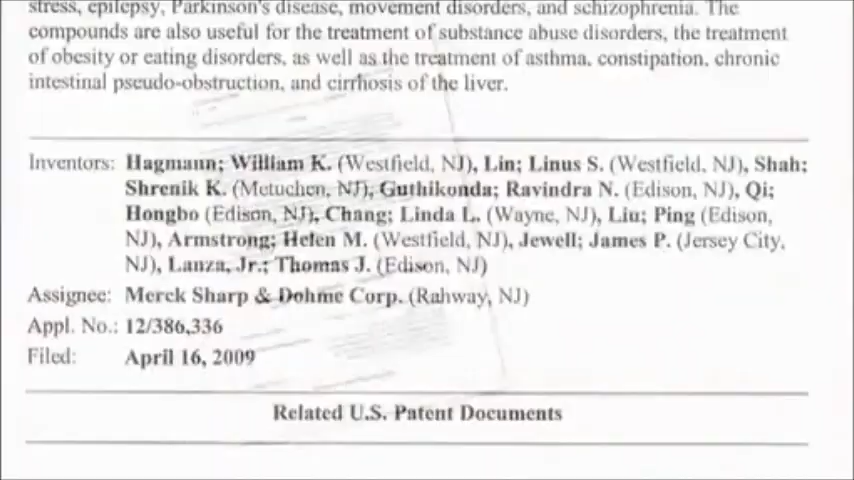 stress, epilepsy, Parkinson's disease, movement disorders, and schizophrenia. The
compounds are also useful for the treatment of substance abuse disorders, the treatment
of obesity or eating disorders, as well as the treatment of asthma, constipation, chronic
intestinal pseudo-obstruction, and cirrhosis of the liver.
Inventors: Hagmann; William K. (Westfield, NJ), Lin; Linus S. (Westfield, NJ), Shah;
Shrenik K. (Metuchen, NJ), Guthikonda; Ravindra N. (Edison, NJ), Qi;
Hongbo (Edison, NJ), Chang; Linda L. (Wayne, NJ), Liu; Ping (Edison,
NJ), Armstrong; Helen M. (Westfield, NJ), Jewell; James P. (Jersey City,
NJ), Lanza, Jr.; Thomas J. (Edison, NJ)
Assignee: Merck Sharp & Dohme Corp. (Rahway, NJ)
Appl. No.: 12/386,336
Filed: April 16, 2009
Related U.S. Patent Documents